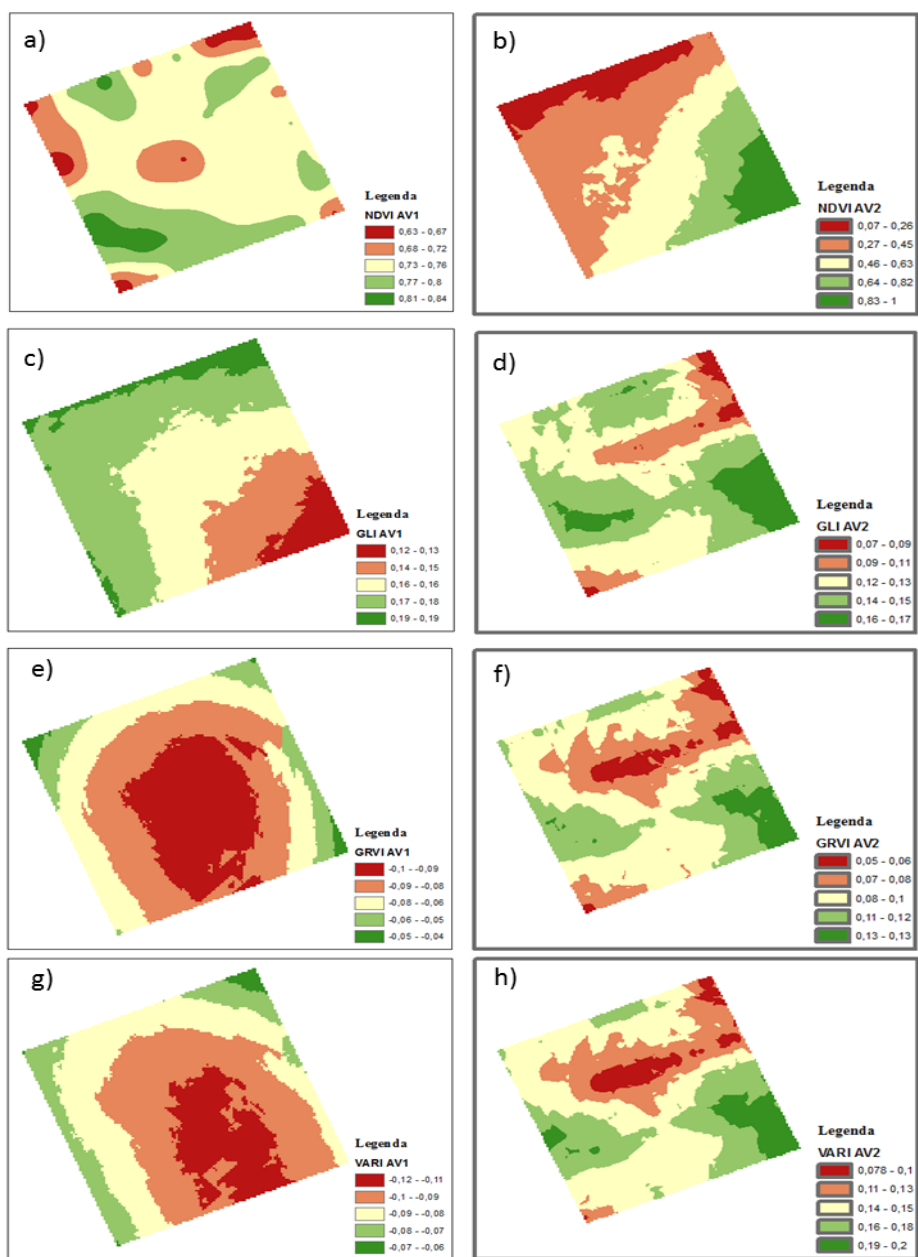 a)
Legenda
NDVI AV1
0,63 - 0,67
0,68 - 0,72
0,73 - 0,76
0,77 - 0,8
0,81 - 0,84
b)
Legenda
NDVI AV2
0,07 - 0,26
0,27 - 0,45
0,46 - 0,63
0,64 - 0,82
0,83 - 1
c)
Legenda
GLI AV1
0,12 - 0,13
0,14 - 0,15
0,16 - 0,16
0,17 - 0,18
0,19 - 0,19
d)
Legenda
GLI AV2
0,07 - 0,09
0,09 - 0,11
0,12 - 0,13
0,14 - 0,15
0,16 - 0,17
e)
Legenda
GRVI AV1
-0,1 - -0,09
-0,09 - -0,08
-0,08 - -0,06
-0,06 - -0,05
-0,05 - -0,04
f)
Legenda
GRVI AV2
0,05 - 0,06
0,07 - 0,08
0,08 - 0,1
0,11 - 0,12
0,13 - 0,13
g)
Legenda
VARI AV1
-0,12 - -0,11
-0,1 - -0,09
-0,09 - -0,08
-0,08 - -0,07
-0,07 - -0,06
h)
Legenda
VARI AV2
0,078 - 0,1
0,11 - 0,13
0,14 - 0,15
0,16 - 0,18
0,19 - 0,2